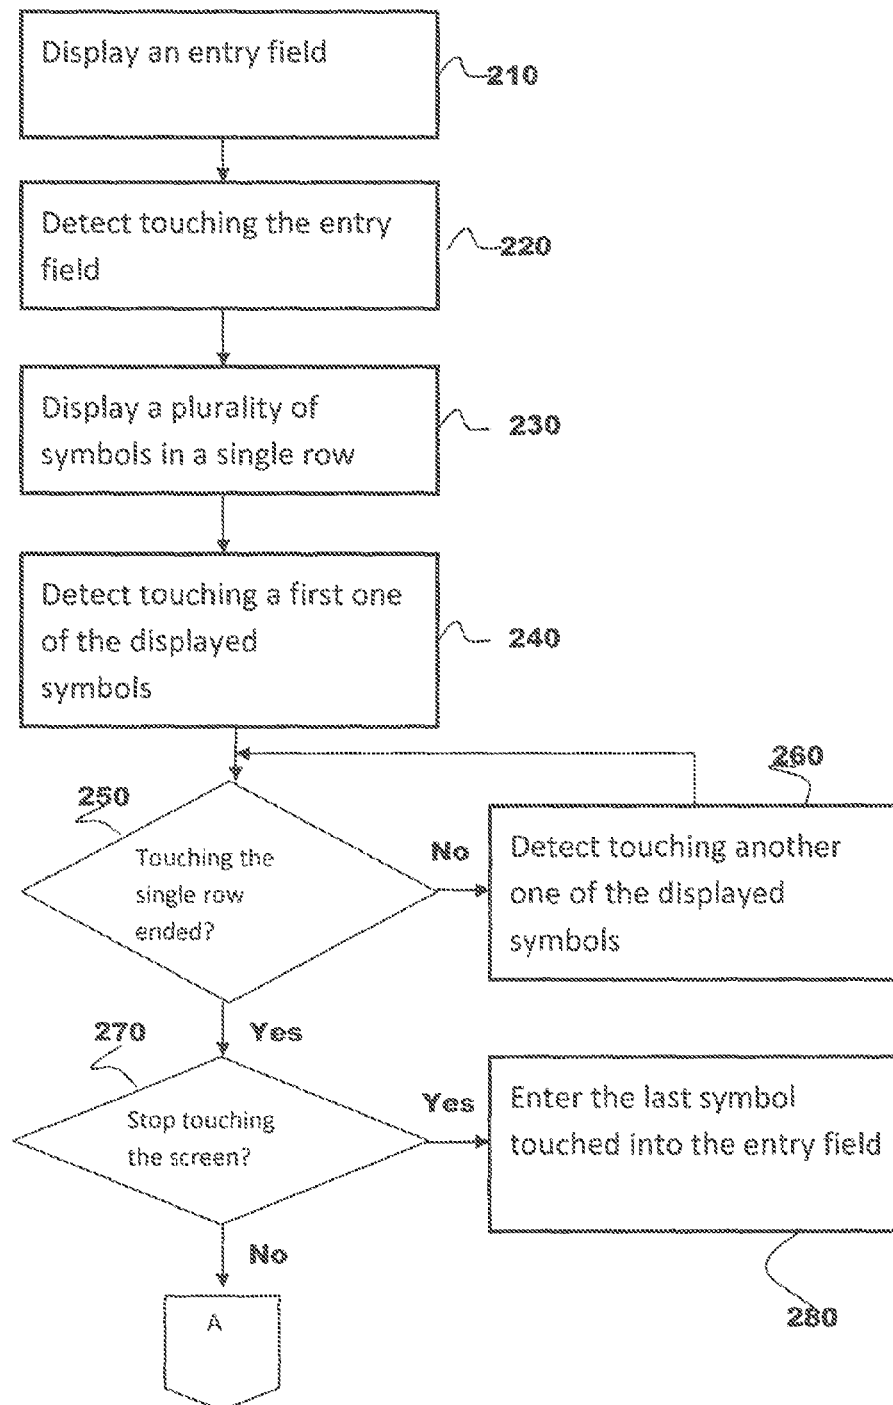 Display an entry field
210
Detect touching the entry
field
220
Display a plurality of
symbols in a single row
230
Detect touching a first one
of the displayed
symbols
240
250
Touching the
single row
ended?
No
260
Detect touching another
one of the displayed
symbols
Yes
270
Stop touching
the screen?
Yes
Enter the last symbol
touched into the entry field
280
No
A